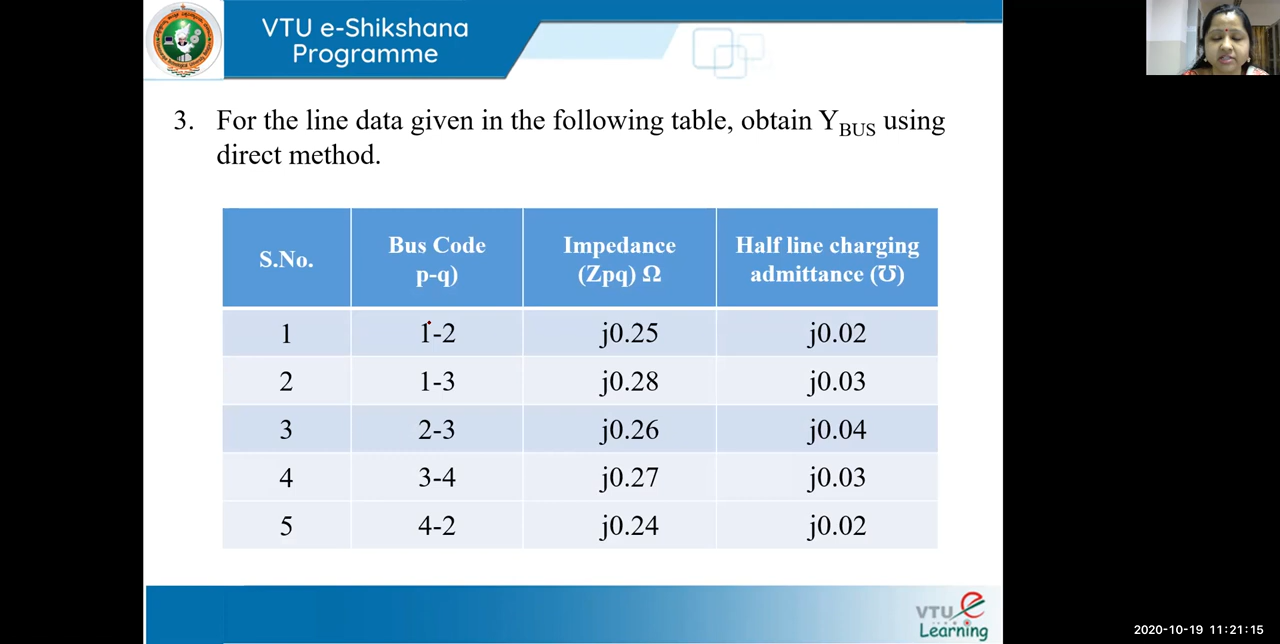 VTU e-Shikshana
Programme
3. For the line data given in the following table, obtain YBUS using
direct method.
S.No.
Bus Code
p-q)
Impedance
(Zpq) Ω
Half line charging
admittance (℧)
1 1-2 j0.25 j0.02
2 1-3 j0.28 j0.03
3 2-3 j0.26 j0.04
4 3-4 j0.27 j0.03
5 4-2 j0.24 j0.02
VTU e
Learning
2020-10-19 11:21:15